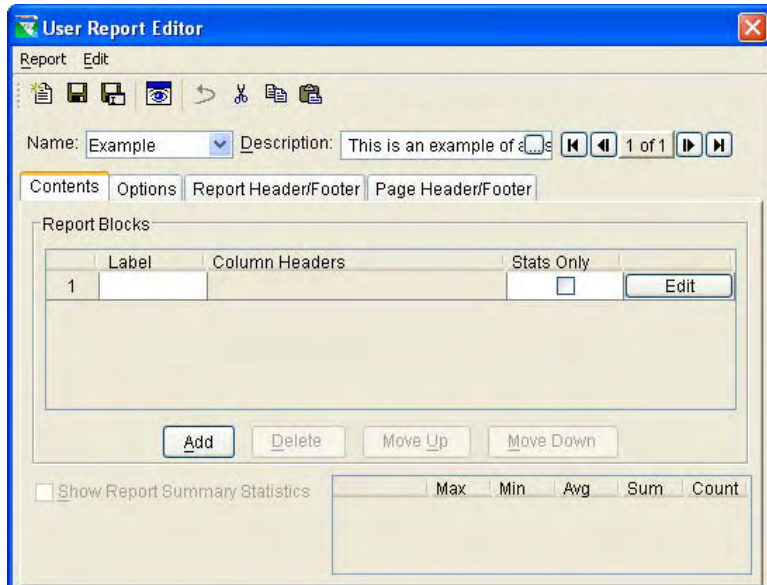 User Report Editor
Report Edit
Name: Example Description: This is an example of a ... s 1 of 1
Contents Options Report Header/Footer Page Header/Footer
Report Blocks
Label Column Headers Stats Only
1 Edit
Add Delete Move Up Move Down
Show Report Summary Statistics Max Min Avg Sum Count